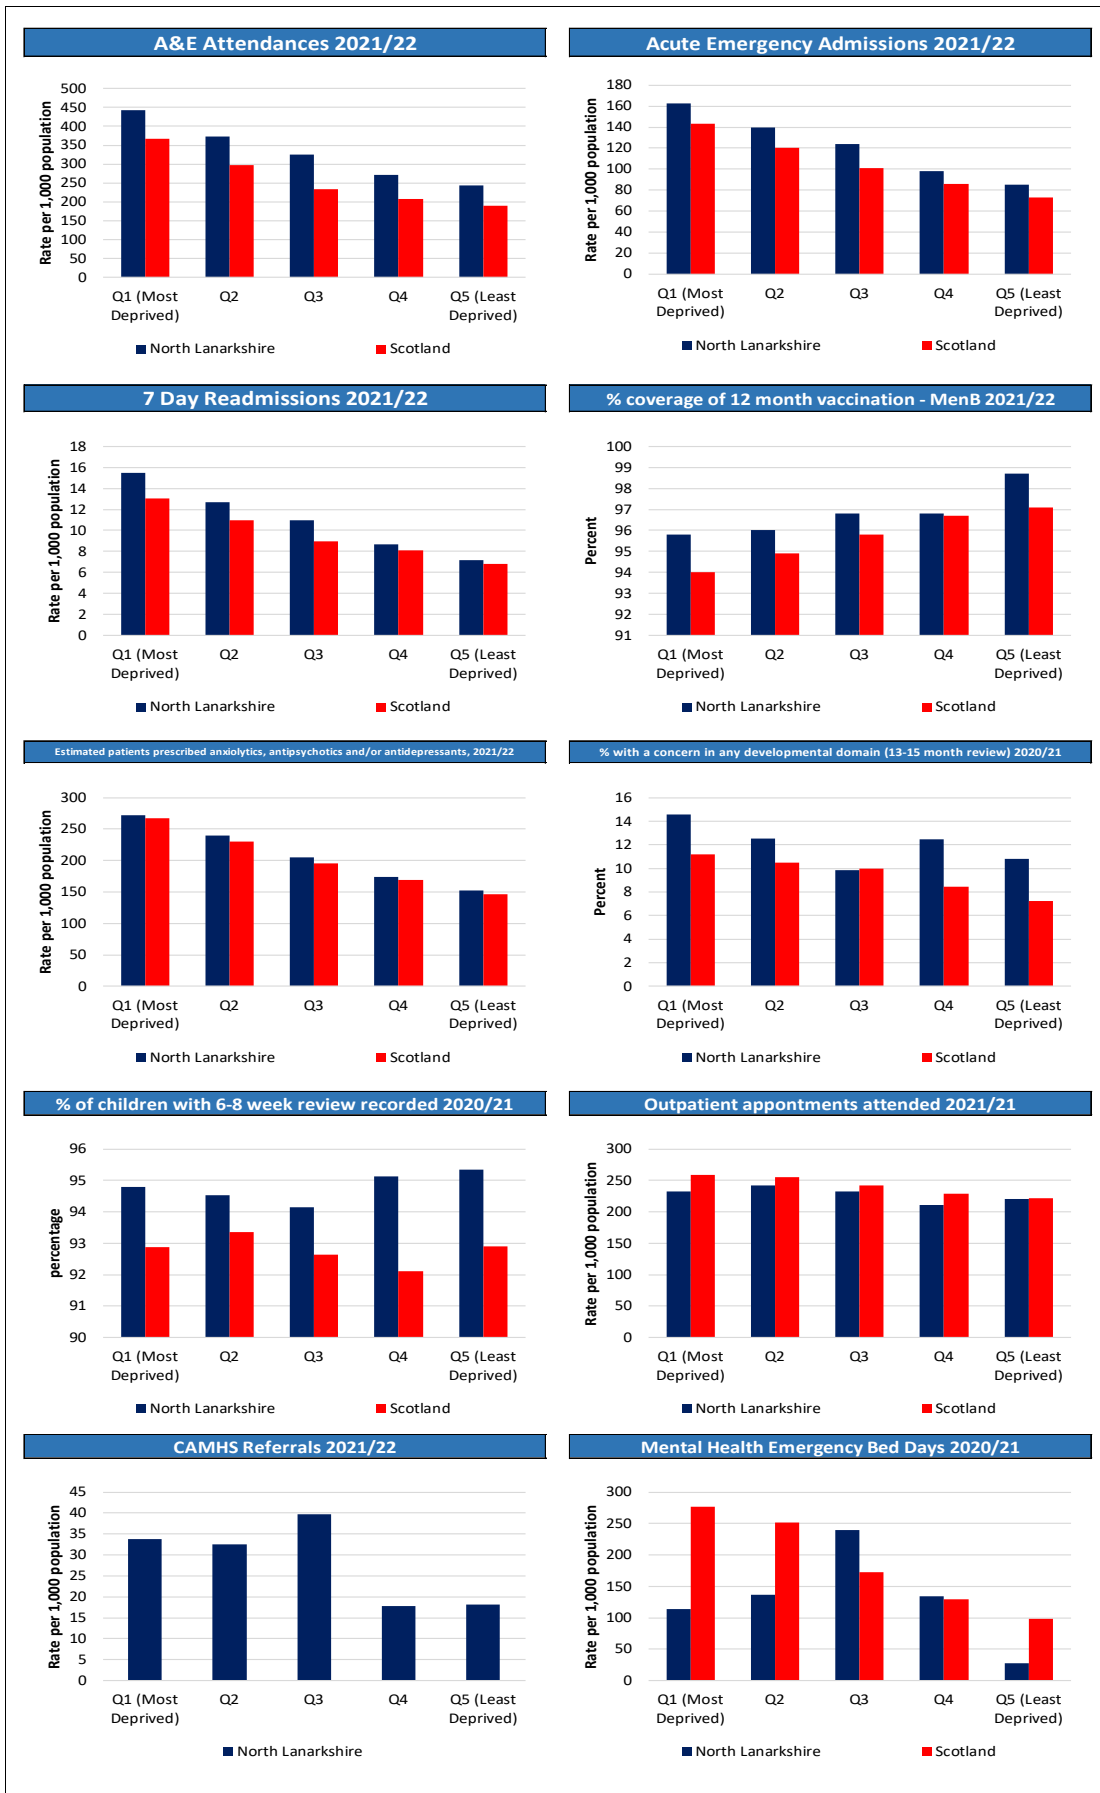 A&E Attendances 2021/22
Rate per 1,000 population
500
450
400
350
300
250
200
150
100
50
0
Q1 (Most Deprived)
Q2
Q3
Q4
Q5 (Least Deprived)
North Lanarkshire
Scotland
Acute Emergency Admissions 2021/22
Rate per 1,000 population
180
160
140
120
100
80
60
40
20
0
Q1 (Most Deprived)
Q2
Q3
Q4
Q5 (Least Deprived)
North Lanarkshire
Scotland
7 Day Readmissions 2021/22
Rate per 1,000 population
18
16
14
12
10
8
6
4
2
0
Q1 (Most Deprived)
Q2
Q3
Q4
Q5 (Least Deprived)
North Lanarkshire
Scotland
% coverage of 12 month vaccination - MenB 2021/22
Percent
100
99
98
97
96
95
94
93
92
91
Q1 (Most Deprived)
Q2
Q3
Q4
Q5 (Least Deprived)
North Lanarkshire
Scotland
Estimated patients prescribed anxiolytics, antipsychotics and/or antidepressants, 2021/22
Rate per 1,000 population
300
250
200
150
100
50
0
Q1 (Most Deprived)
Q2
Q3
Q4
Q5 (Least Deprived)
North Lanarkshire
Scotland
% with a concern in any developmental domain (13-15 month review) 2020/21
Percent
16
14
12
10
8
6
4
2
0
Q1 (Most Deprived)
Q2
Q3
Q4
Q5 (Least Deprived)
North Lanarkshire
Scotland
% of children with 6-8 week review recorded 2020/21
percentage
96
95
94
93
92
91
90
Q1 (Most Deprived)
Q2
Q3
Q4
Q5 (Least Deprived)
North Lanarkshire
Scotland
Outpatient appontments attended 2021/21
Rate per 1,000 population
300
250
200
150
100
50
0
Q1 (Most Deprived)
Q2
Q3
Q4
Q5 (Least Deprived)
North Lanarkshire
Scotland
CAMHS Referrals 2021/22
Rate per 1,000 population
45
40
35
30
25
20
15
10
5
0
Q1 (Most Deprived)
Q2
Q3
Q4
Q5 (Least Deprived)
North Lanarkshire
Mental Health Emergency Bed Days 2020/21
Rate per 1,000 population
300
250
200
150
100
50
0
Q1 (Most Deprived)
Q2
Q3
Q4
Q5 (Least Deprived)
North Lanarkshire
Scotland